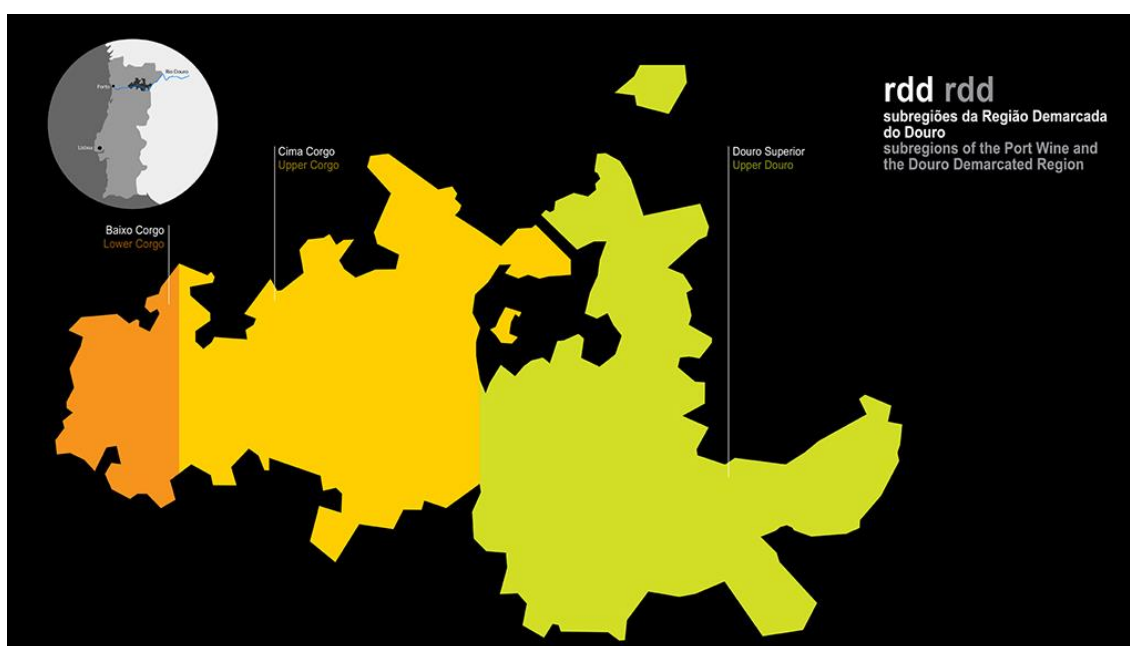 Rio Douro
Porto
Lisboa
Baixo Corgo
Lower Corgo
Cima Corgo
Upper Corgo
Douro Superior
Upper Douro
rdd rdd
subregiões da Região Demarcada
do Douro
subregions of the Port Wine and
the Douro Demarcated Region